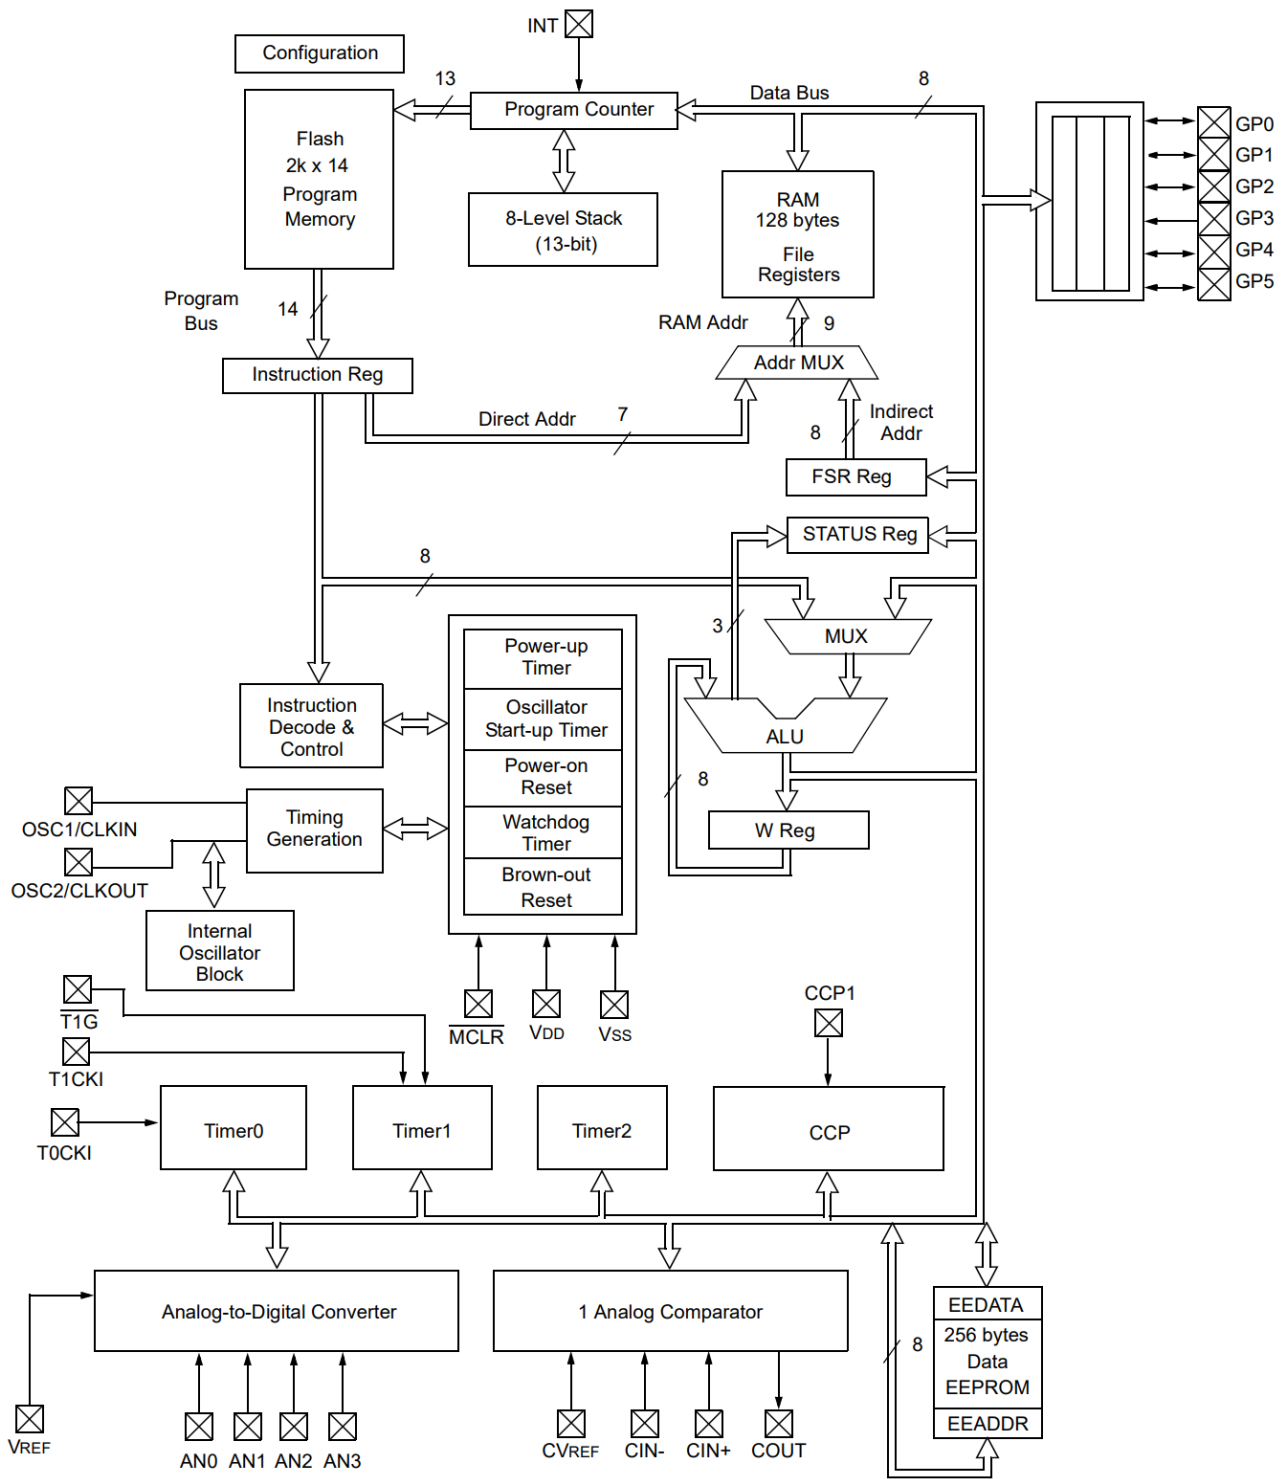 INT
Configuration
13
Program Counter
Data Bus
8
Flash
2k x 14
Program
Memory
8-Level Stack
(13-bit)
RAM
128 bytes
File
Registers
GP0
GP1
GP2
GP3
GP4
GP5
Program
Bus
14
RAM Addr
9
Addr MUX
Instruction Reg
Direct Addr
7
Indirect
Addr
8
FSR Reg
STATUS Reg
8
3
MUX
Power-up
Timer
Oscillator
Start-up Timer
Power-on
Reset
Watchdog
Timer
Brown-out
Reset
Instruction
Decode &
Control
ALU
8
W Reg
OSC1/CLKIN
Timing
Generation
OSC2/CLKOUT
Internal
Oscillator
Block
T1G
MCLR
VDD
VSS
CCP1
T1CKI
T0CKI
Timer0
Timer1
Timer2
CCP
Analog-to-Digital Converter
1 Analog Comparator
EEDATA
256 bytes
Data
EEPROM
EEADDR
8
VREF
AN0
AN1
AN2
AN3
CVREF
CIN-
CIN+
COUT